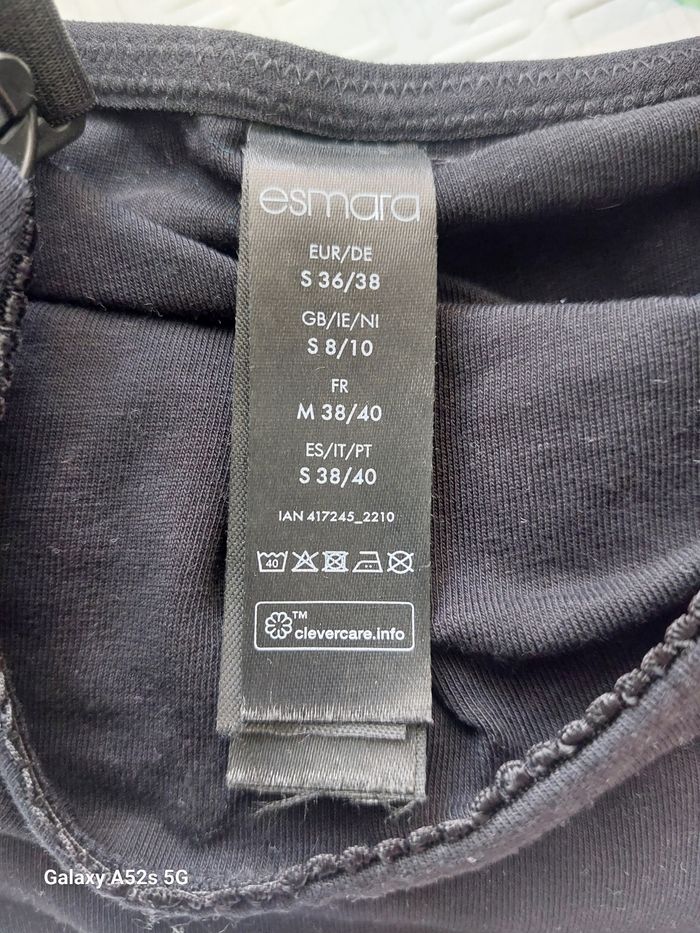 esmara
EUR/DE
S 36/38
GB/IE/NI
S 8/10
FR
M 38/40
ES/IT/PT
S 38/40
IAN 417245_2210
40
TM
clevercare.info
Galaxy A52s 5G